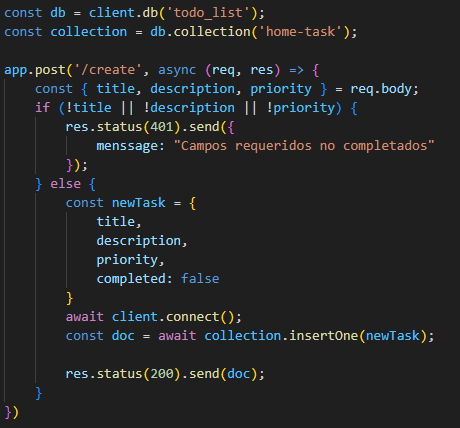 const db = client.db('todo_list');
const collection = db.collection('home-task');
app.post('/create', async (req, res) => {
const { title, description, priority } = req.body;
if (!title || !description || !priority) {
res.status(401).send({
menssage: "Campos requeridos no completados"
});
} else {
const newTask = {
title,
description,
priority,
completed: false
}
await client.connect();
const doc = await collection.insertOne(newTask);
res.status(200).send(doc);
}
})